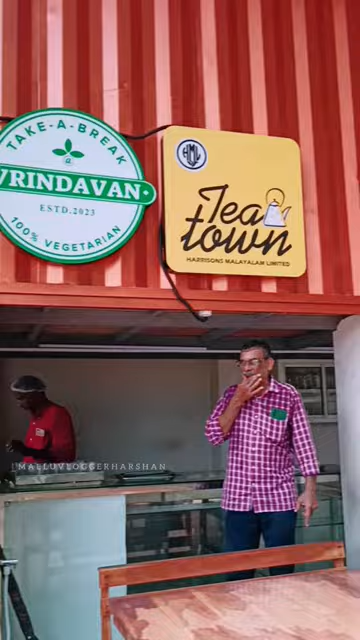 TAKE-A-BREAK
VRINDAVAN
ESTD.2023
100% VEGETARIAN
HML
Tea
town
HARRISONS MALAYALAM LIMITED
MALLUVLOGGERHARSHAN